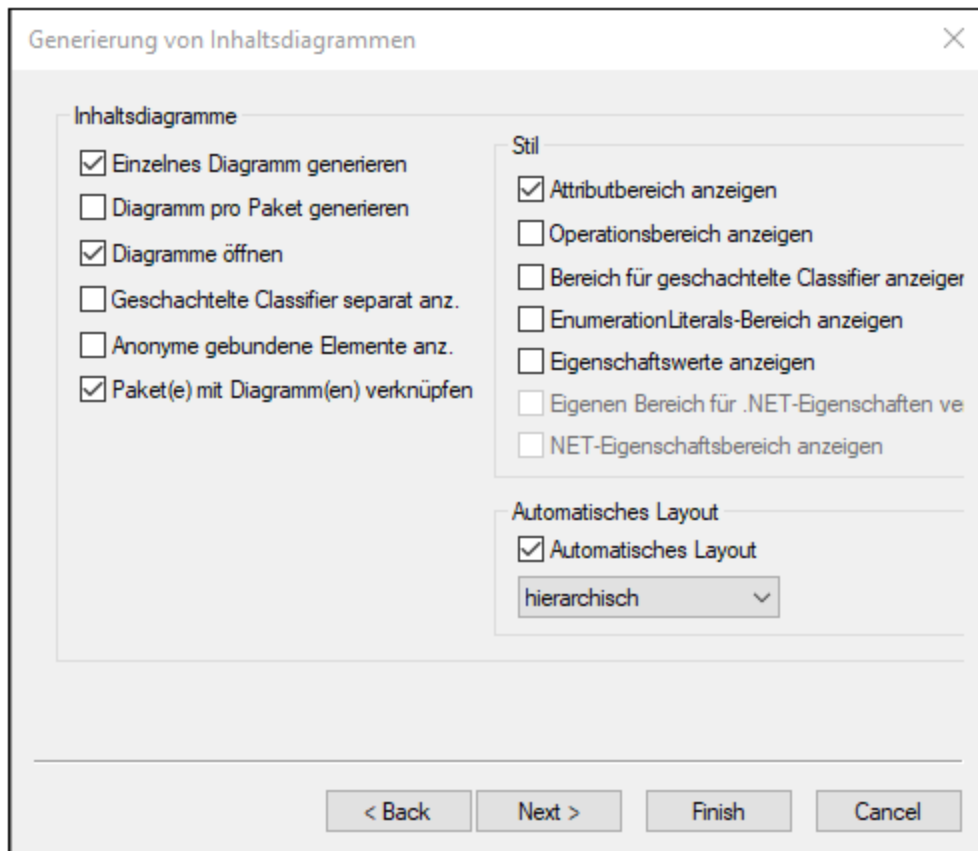 Generierung von Inhaltsdiagrammen
Inhaltsdiagramme
Einzelnes Diagramm generieren
Diagramm pro Paket generieren
Diagramme öffnen
Geschachtelte Classifier separat anz.
Anonyme gebundene Elemente anz.
Paket(e) mit Diagramm(en) verknüpfen
Stil
Attributbereich anzeigen
Operationsbereich anzeigen
Bereich für geschachtelte Classifier anzeigen
EnumerationLiterals-Bereich anzeigen
Eigenschaftswerte anzeigen
Eigenen Bereich für .NET-Eigenschaften ve
NET-Eigenschaftsbereich anzeigen
Automatisches Layout
Automatisches Layout
hierarchisch
< Back Next > Finish Cancel